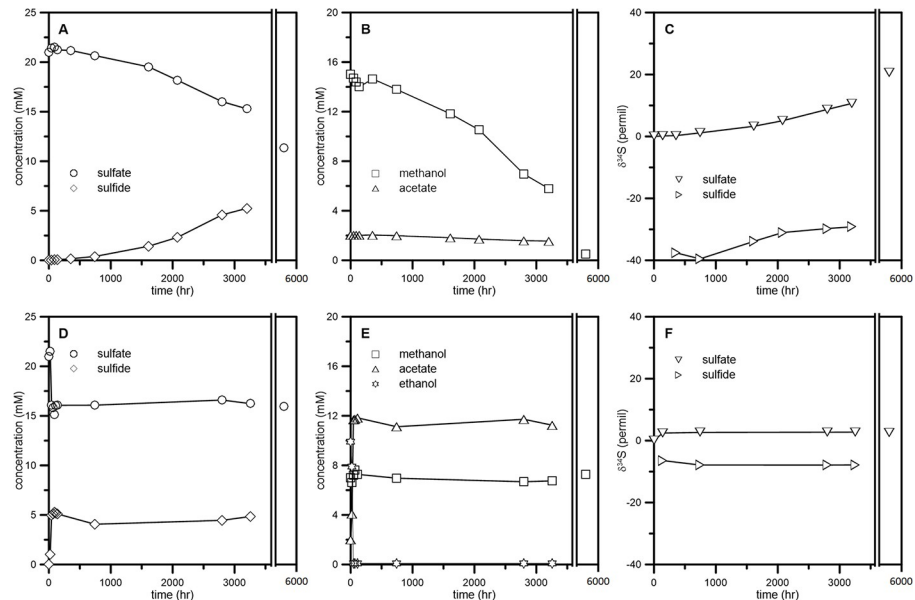 A
25
20
15
10
5
0
concentration (mM)
sulfate
sulfide
0 1000 2000 3000 6000
time (hr)
B
20
16
12
8
4
0
concentration (mM)
methanol
acetate
0 1000 2000 3000 6000
time (hr)
C
40
20
0
-20
-40
δ³⁴S (permil)
sulfate
sulfide
0 1000 2000 3000 6000
time (hr)
D
25
20
15
10
5
0
concentration (mM)
sulfate
sulfide
0 1000 2000 3000 6000
time (hr)
E
20
16
12
8
4
0
concentration (mM)
methanol
acetate
ethanol
0 1000 2000 3000 6000
time (hr)
F
40
20
0
-20
-40
δ³⁴S (permil)
sulfate
sulfide
0 1000 2000 3000 6000
time (hr)